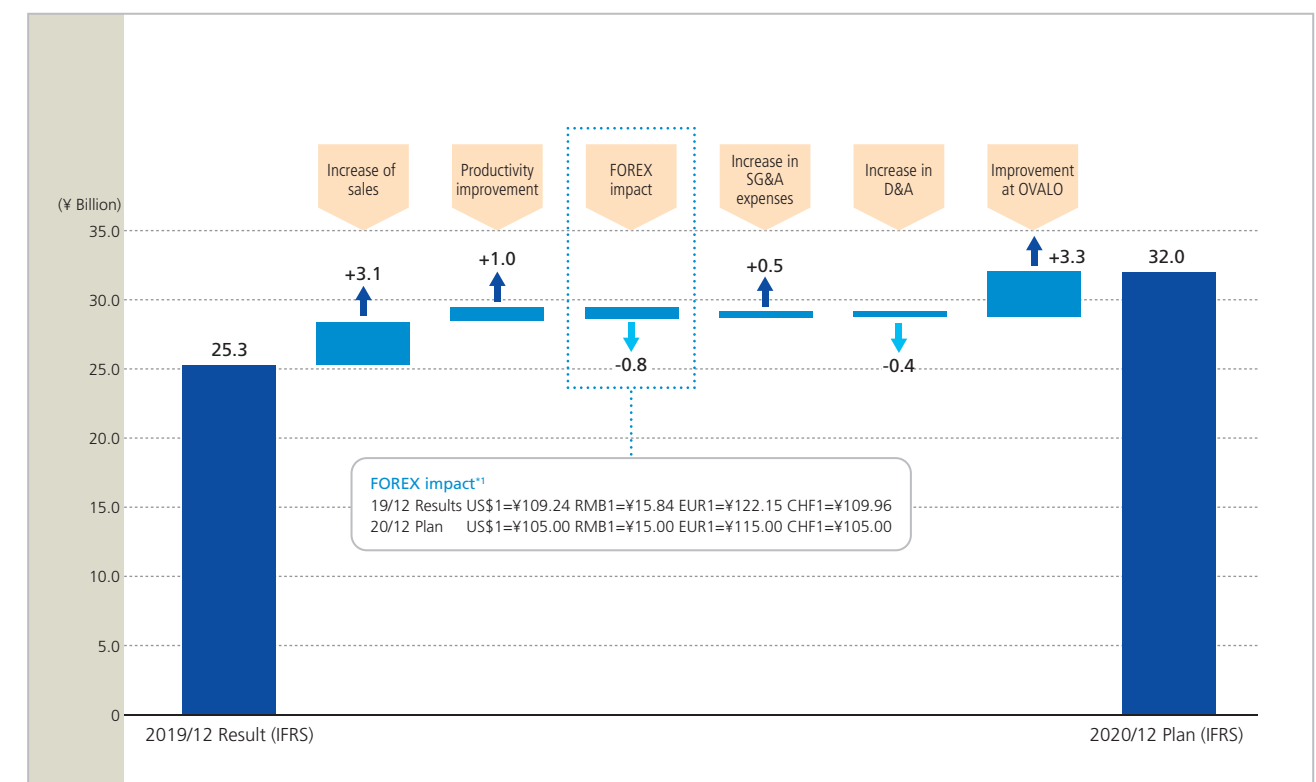 Increase of
sales
Productivity
improvement
FOREX
impact
Increase in
SG&A
expenses
Increase in
D&A
Improvement
at OVALO
(¥ Billion)
35.0
30.0
25.0
20.0
15.0
10.0
5.0
0
25.3
+3.1
+1.0
-0.8
+0.5
-0.4
+3.3
32.0
FOREX impact*1
19/12 Results US$1=¥109.24 RMB1=¥15.84 EUR1=¥122.15 CHF1=¥109.96
20/12 Plan US$1=¥105.00 RMB1=¥15.00 EUR1=¥115.00 CHF1=¥105.00
2019/12 Result (IFRS)
2020/12 Plan (IFRS)